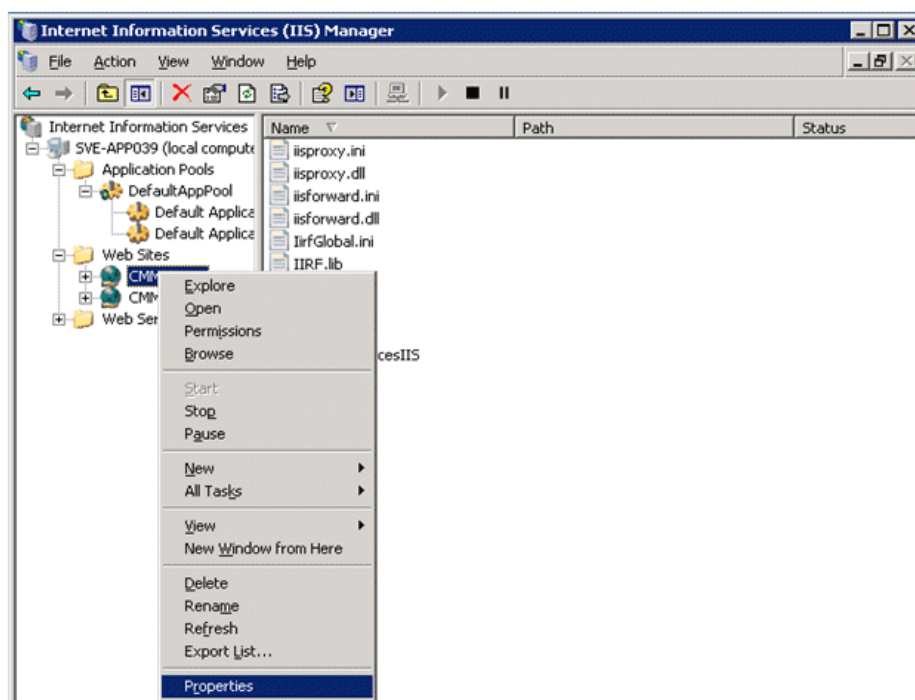 Internet Information Services (IIS) Manager
File Action View Window Help
Internet Information Services
SVE-APP039 (local compute
Application Pools
DefaultAppPool
Default Applica
Default Applica
Web Sites
CMM
CMM
Web Ser
Name Path Status
iisproxy.ini
iisproxy.dll
iisforward.ini
iisforward.dll
IirfGlobal.ini
IIRF.lib
cesIIS
Explore
Open
Permissions
Browse
Start
Stop
Pause
New
All Tasks
View
New Window from Here
Delete
Rename
Refresh
Export List...
Properties